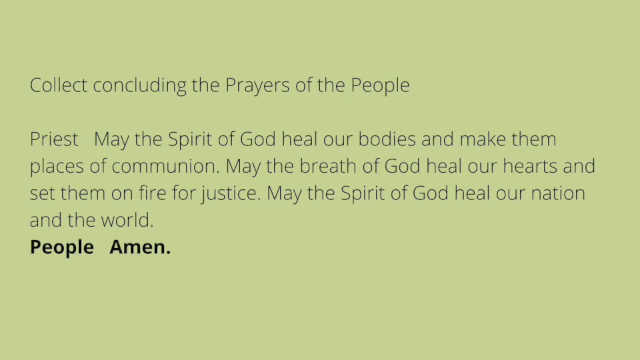 Collect concluding the Prayers of the People
Priest   May the Spirit of God heal our bodies and make them
places of communion. May the breath of God heal our hearts and
set them on fire for justice. May the Spirit of God heal our nation
and the world.
People   Amen.